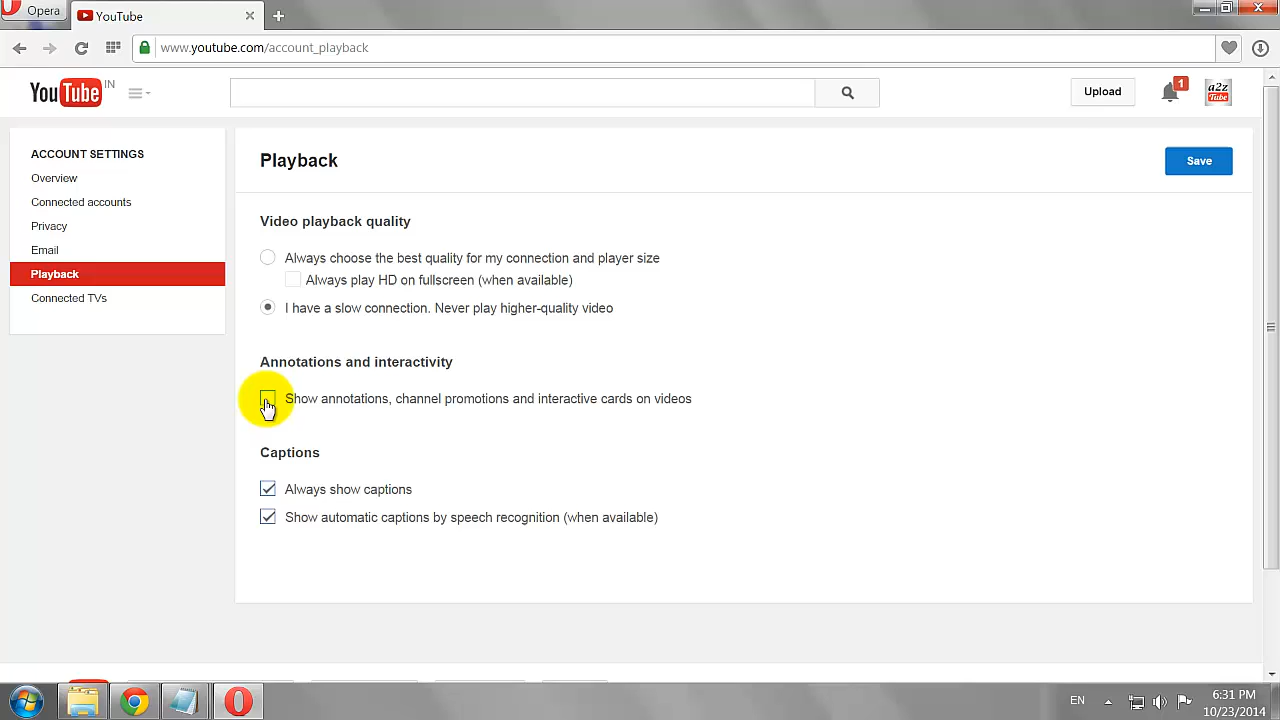 Opera
YouTube
www.youtube.com/account_playback
YouTube IN
Upload
1
a2z
Tube
ACCOUNT SETTINGS
Overview
Connected accounts
Privacy
Email
Playback
Connected TVs
Playback
Save
Video playback quality
Always choose the best quality for my connection and player size
Always play HD on fullscreen (when available)
I have a slow connection. Never play higher-quality video
Annotations and interactivity
Show annotations, channel promotions and interactive cards on videos
Captions
Always show captions
Show automatic captions by speech recognition (when available)
EN
6:31 PM
10/23/2014